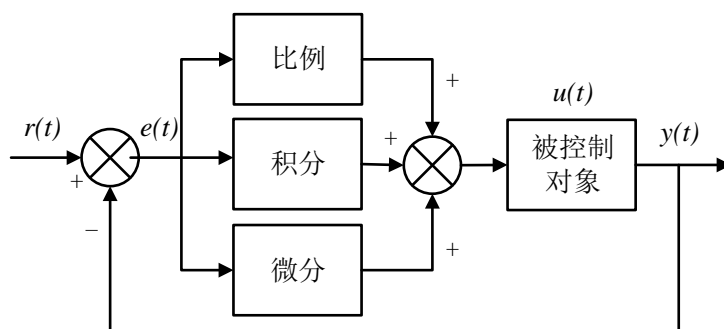 比例
+
u(t)
r(t)
e(t)
+
y(t)
积分
被控制
对象
+
−
微分
+